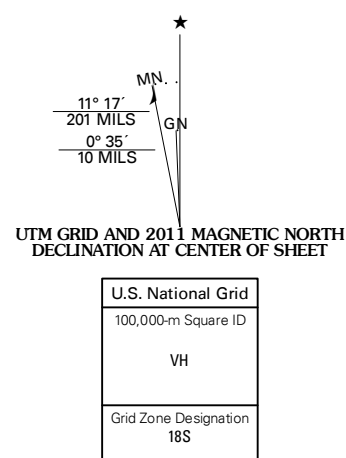 ★
MN
11° 17´
201 MILS
GN
0° 35´
10 MILS
UTM GRID AND 2011 MAGNETIC NORTH
DECLINATION AT CENTER OF SHEET
U.S. National Grid
100,000-m Square ID
VH
Grid Zone Designation
18S